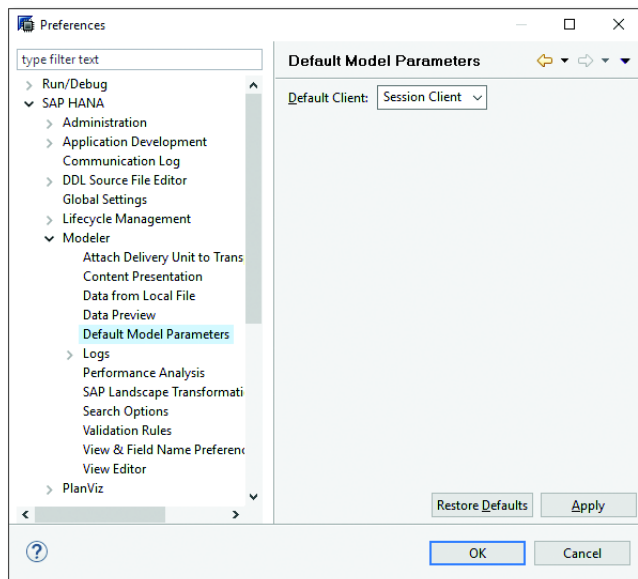 Preferences
type filter text
Run/Debug
SAP HANA
Administration
Application Development
Communication Log
DDL Source File Editor
Global Settings
Lifecycle Management
Modeler
Attach Delivery Unit to Trans
Content Presentation
Data from Local File
Data Preview
Default Model Parameters
Logs
Performance Analysis
SAP Landscape Transformati
Search Options
Validation Rules
View & Field Name Preferen
View Editor
PlanViz
Default Model Parameters
Default Client: Session Client
Restore Defaults Apply
? OK Cancel